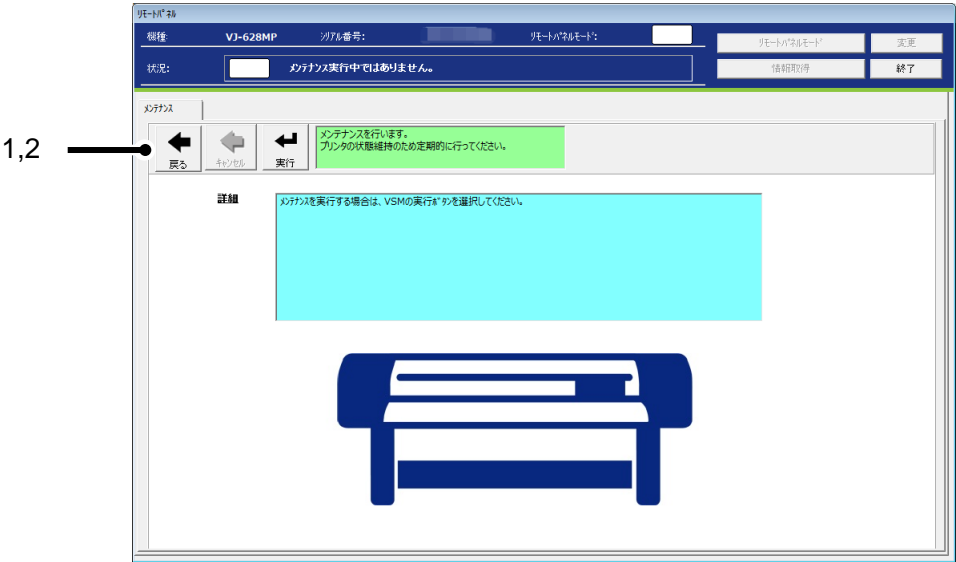 リモートパネル
機種: VJ-628MP シリアル番号: リモートパネルモード:
リモートパネルモード 変更
状況: メンテナンス実行中ではありません。
情報取得 終了
メンテナンス
1,2
戻る キャンセル 実行
メンテナンスを行います。
プリンタの状態維持のため定期的に行ってください。
詳細
メンテナンスを実行する場合は、VSMの実行ボタンを選択してください。